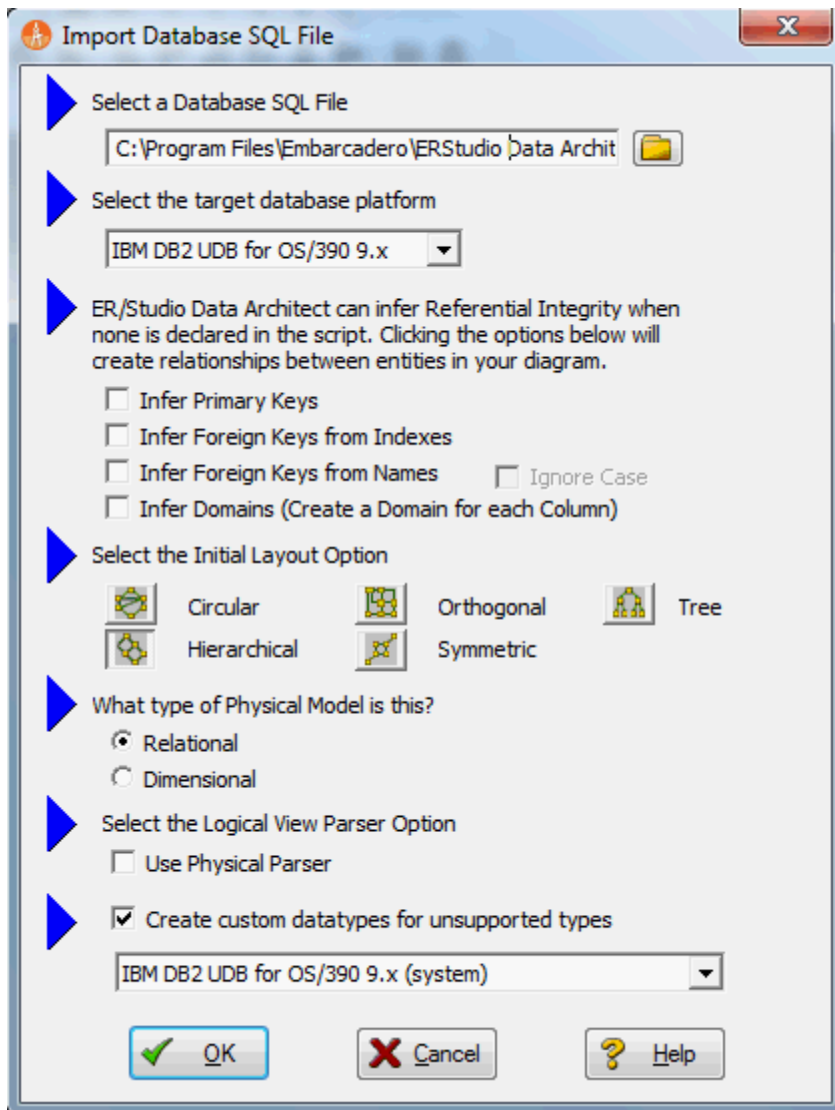 Import Database SQL File
Select a Database SQL File
C:\Program Files\Embarcadero\ERStudio Data Archit
Select the target database platform
IBM DB2 UDB for OS/390 9.x
ER/Studio Data Architect can infer Referential Integrity when
none is declared in the script. Clicking the options below will
create relationships between entities in your diagram.
Infer Primary Keys
Infer Foreign Keys from Indexes
Infer Foreign Keys from Names Ignore Case
Infer Domains (Create a Domain for each Column)
Select the Initial Layout Option
Circular Orthogonal Tree
Hierarchical Symmetric
What type of Physical Model is this?
Relational
Dimensional
Select the Logical View Parser Option
Use Physical Parser
Create custom datatypes for unsupported types
IBM DB2 UDB for OS/390 9.x (system)
OK Cancel Help